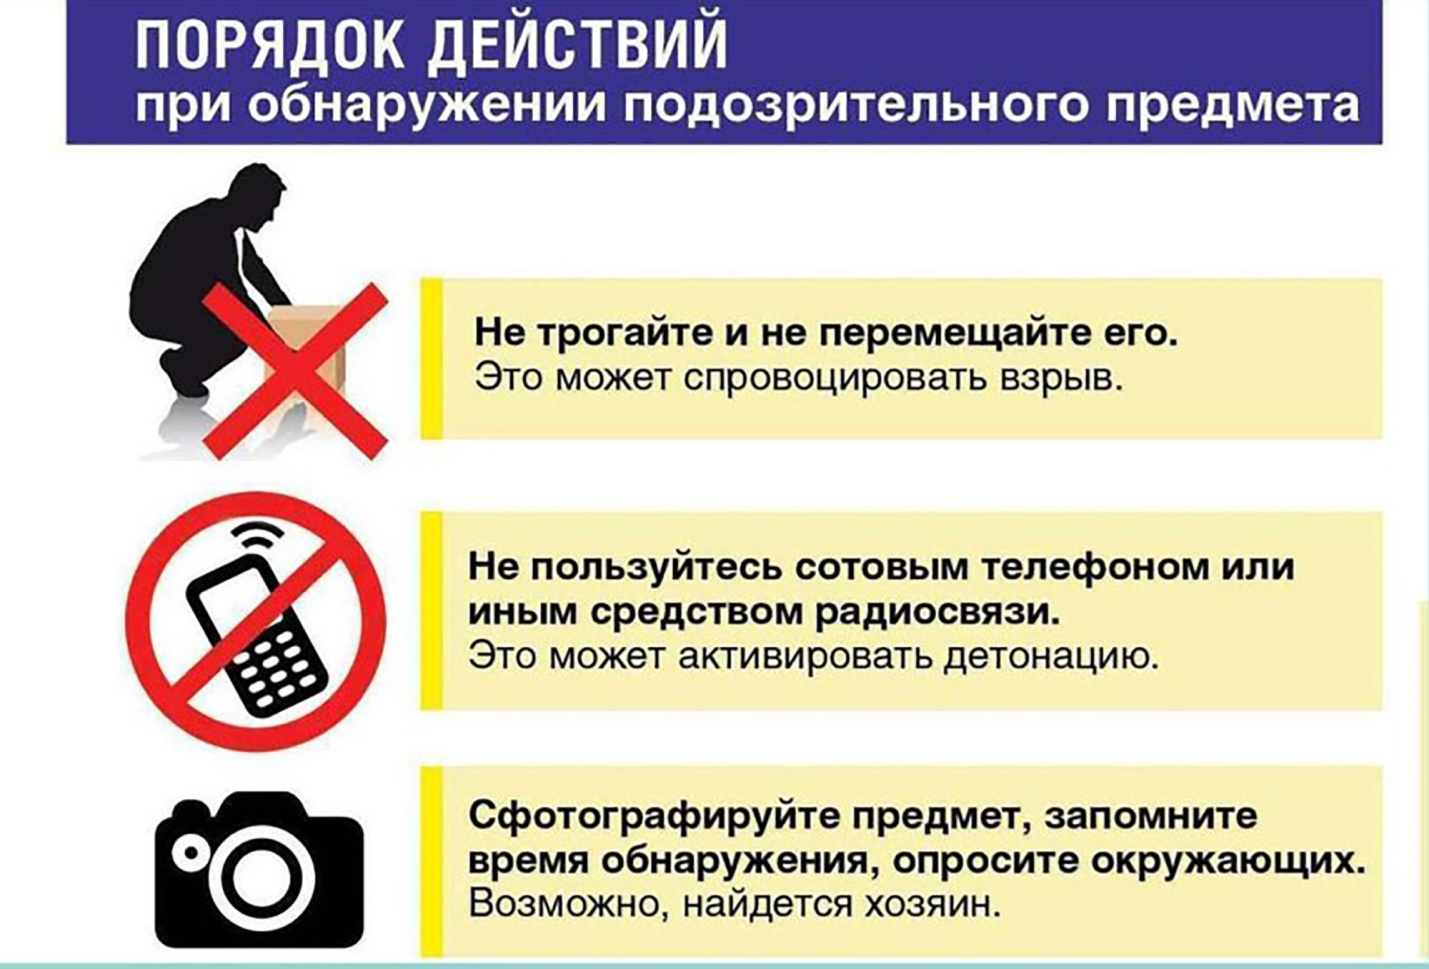 ПОРЯДОК ДЕЙСТВИЙ
при обнаружении подозрительного предмета
Не трогайте и не перемещайте его.
Это может спровоцировать взрыв.
Не пользуйтесь сотовым телефоном или
иным средством радиосвязи.
Это может активировать детонацию.
Сфотографируйте предмет, запомните
время обнаружения, опросите окружающих.
Возможно, найдется хозяин.